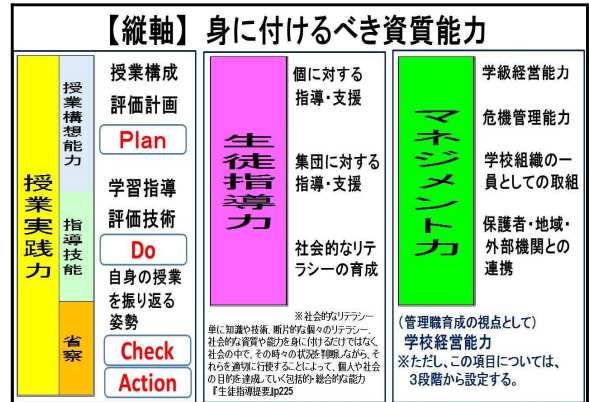 【縦軸】 身に付けるべき資質能力
授業実践力
授業構想能力
授業構成
評価計画
Plan
指導技能
学習指導
評価技術
Do
省察
自身の授業
を振り返る
姿勢
Check
Action
生徒指導力
個に対する
指導・支援
集団に対する
指導・支援
社会的なリテ
ラシーの育成
※社会的なリテラシー
単に知識や技術、断片的な個々のリテラシー、
社会的な資質や能力を身に付けるだけではなく、
社会の中で、その時々の状況を判断しながら、そ
れらを適切に行使することによって、個人や社会
の目的を達成していく包括的・総合的な能力
『生徒指導提要』p225
マネジメント力
学級経営能力
危機管理能力
学校組織の一
員としての取組
保護者・地域・
外部機関との
連携
(管理職育成の視点として)
学校経営能力
※ただし、この項目については、
3段階から設定する。